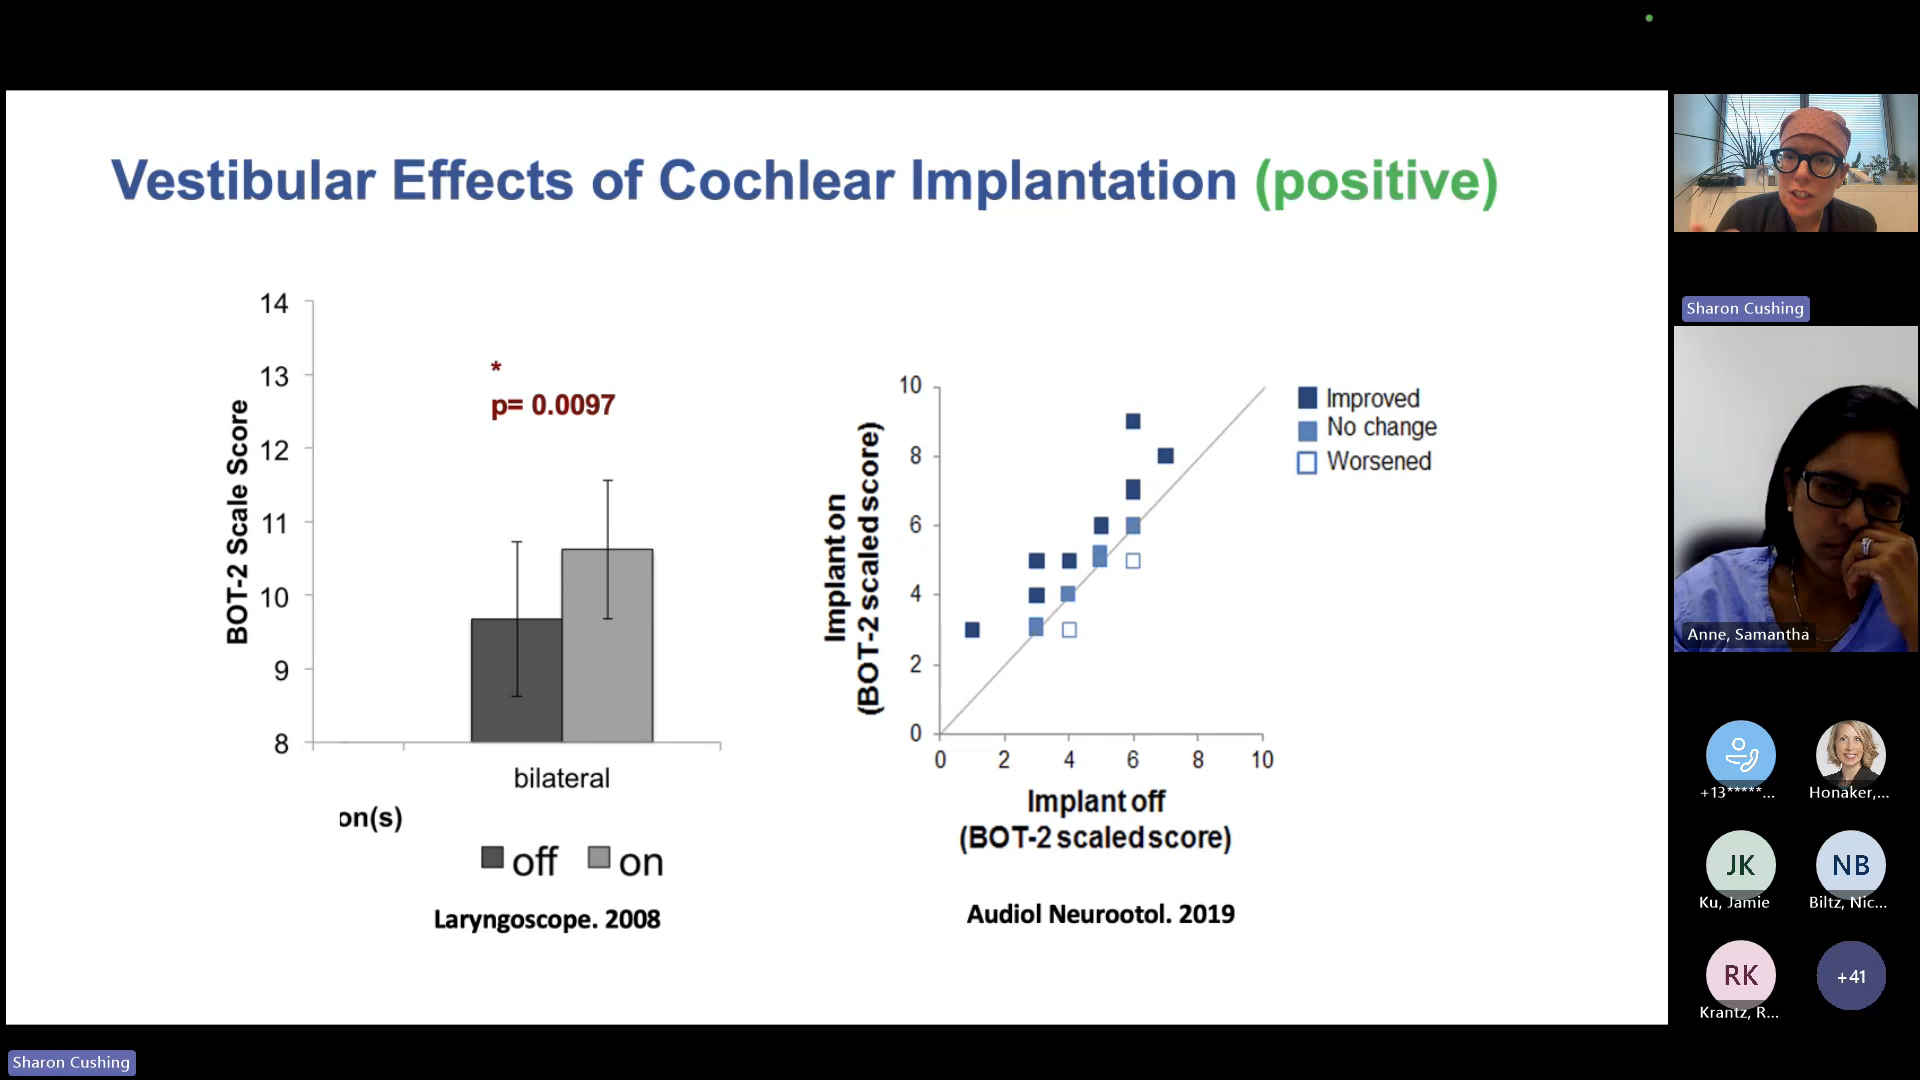 Vestibular Effects of Cochlear Implantation (positive)
14
13
12
11
10
9
8
BOT-2 Scale Score
*
p= 0.0097
bilateral
on(s)
off on
Laryngoscope. 2008
10
8
6
4
2
0
Implant on
(BOT-2 scaled score)
0 2 4 6 8 10
Implant off
(BOT-2 scaled score)
Improved
No change
Worsened
Audiol Neurootol. 2019
Sharon Cushing
Anne, Samantha
+13*****...
Honaker,...
JK
Ku, Jamie
NB
Biltz, Nic...
RK
Krantz, R...
+41
Sharon Cushing